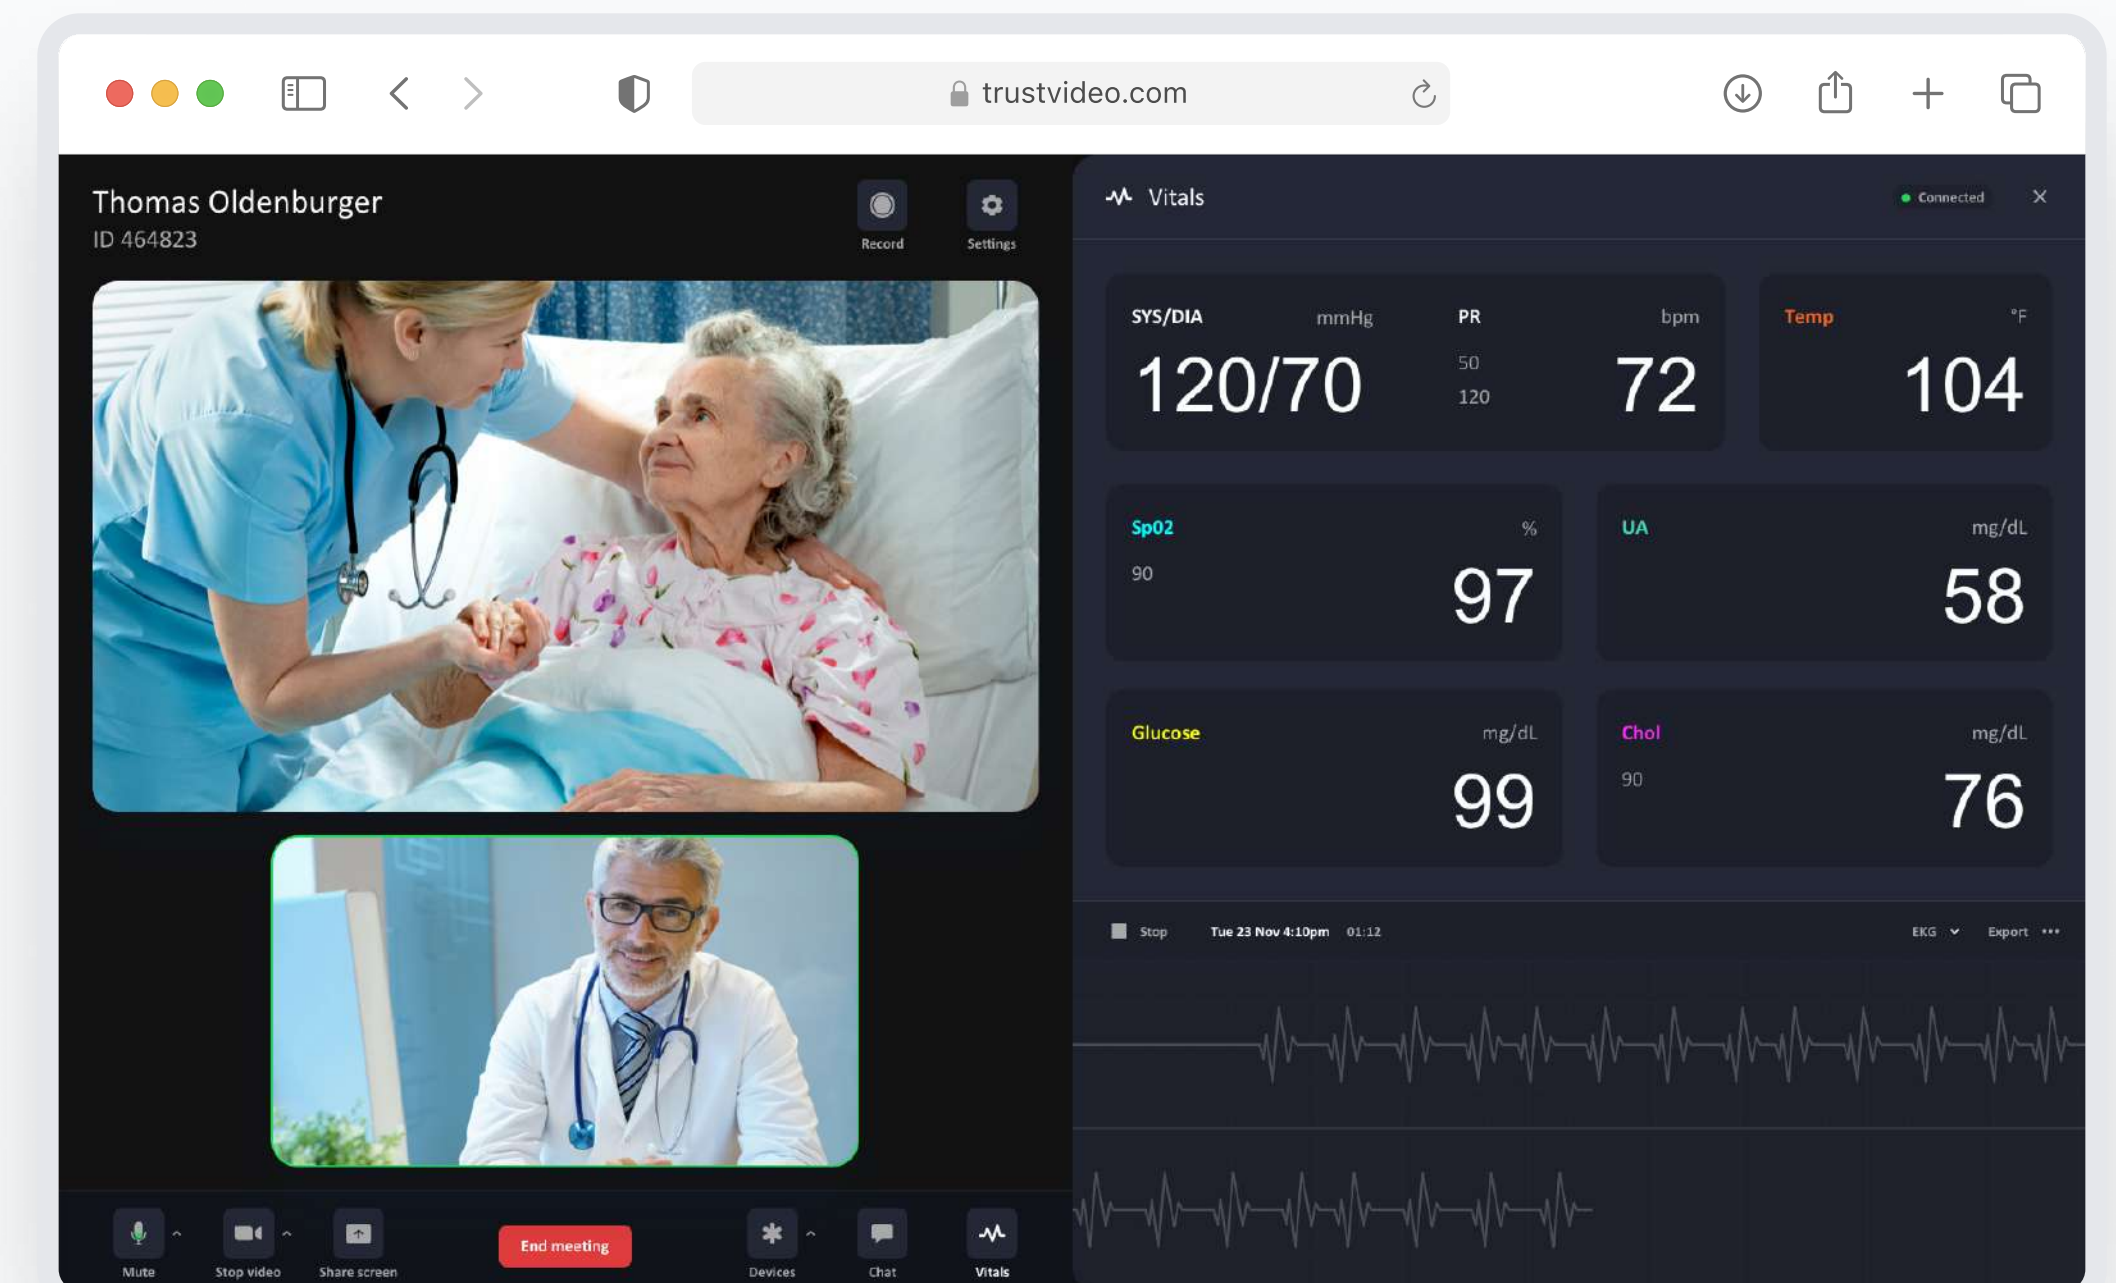 trustvideo.com
Thomas Oldenburger
ID 464823
Record
Settings
Vitals
Connected
SYS/DIA mmHg
120/70
PR bpm
50
120
72
Temp °F
104
Sp02 %
90
97
UA mg/dL
58
Glucose mg/dL
99
Chol mg/dL
90
76
Stop Tue 23 Nov 4:10pm 01:12 EKG Export
Mute
Stop video
Share screen
End meeting
Devices
Chat
Vitals